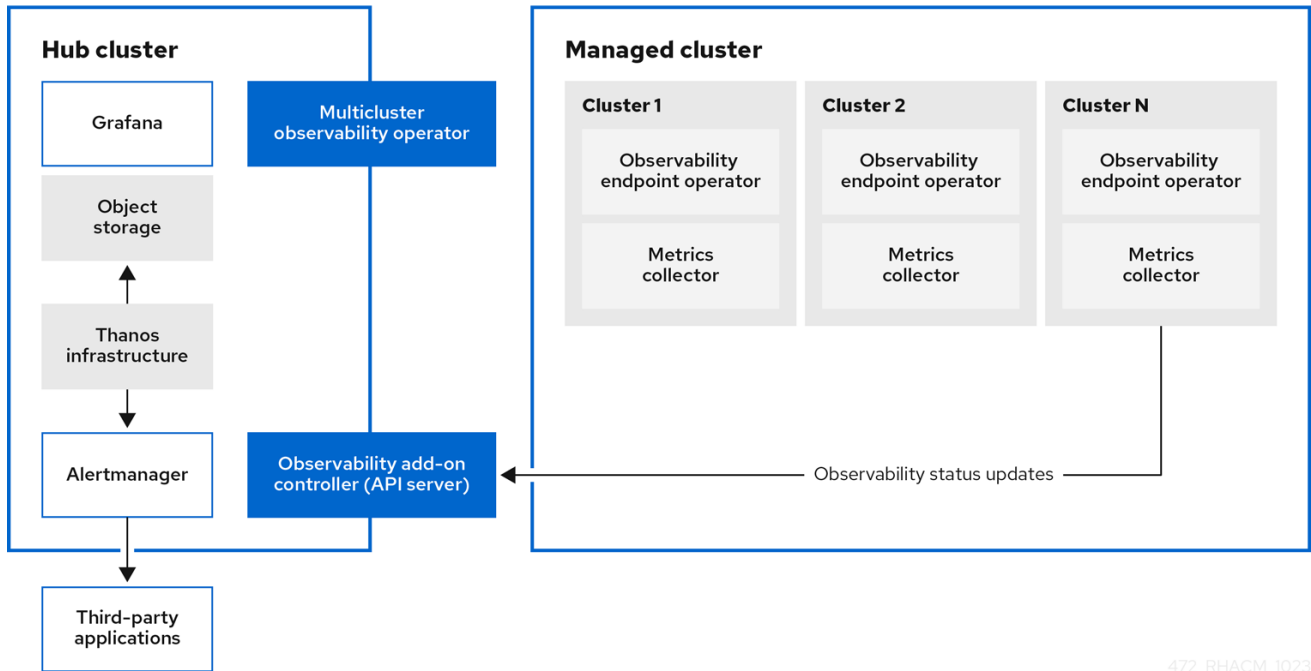 Hub cluster
Grafana
Multicluster
observability operator
Object
storage
Thanos
infrastructure
Alertmanager
Observability add-on
controller (API server)
Third-party
applications
Managed cluster
Cluster 1
Observability
endpoint operator
Metrics
collector
Cluster 2
Observability
endpoint operator
Metrics
collector
Cluster N
Observability
endpoint operator
Metrics
collector
Observability status updates
472_RHACM_1023